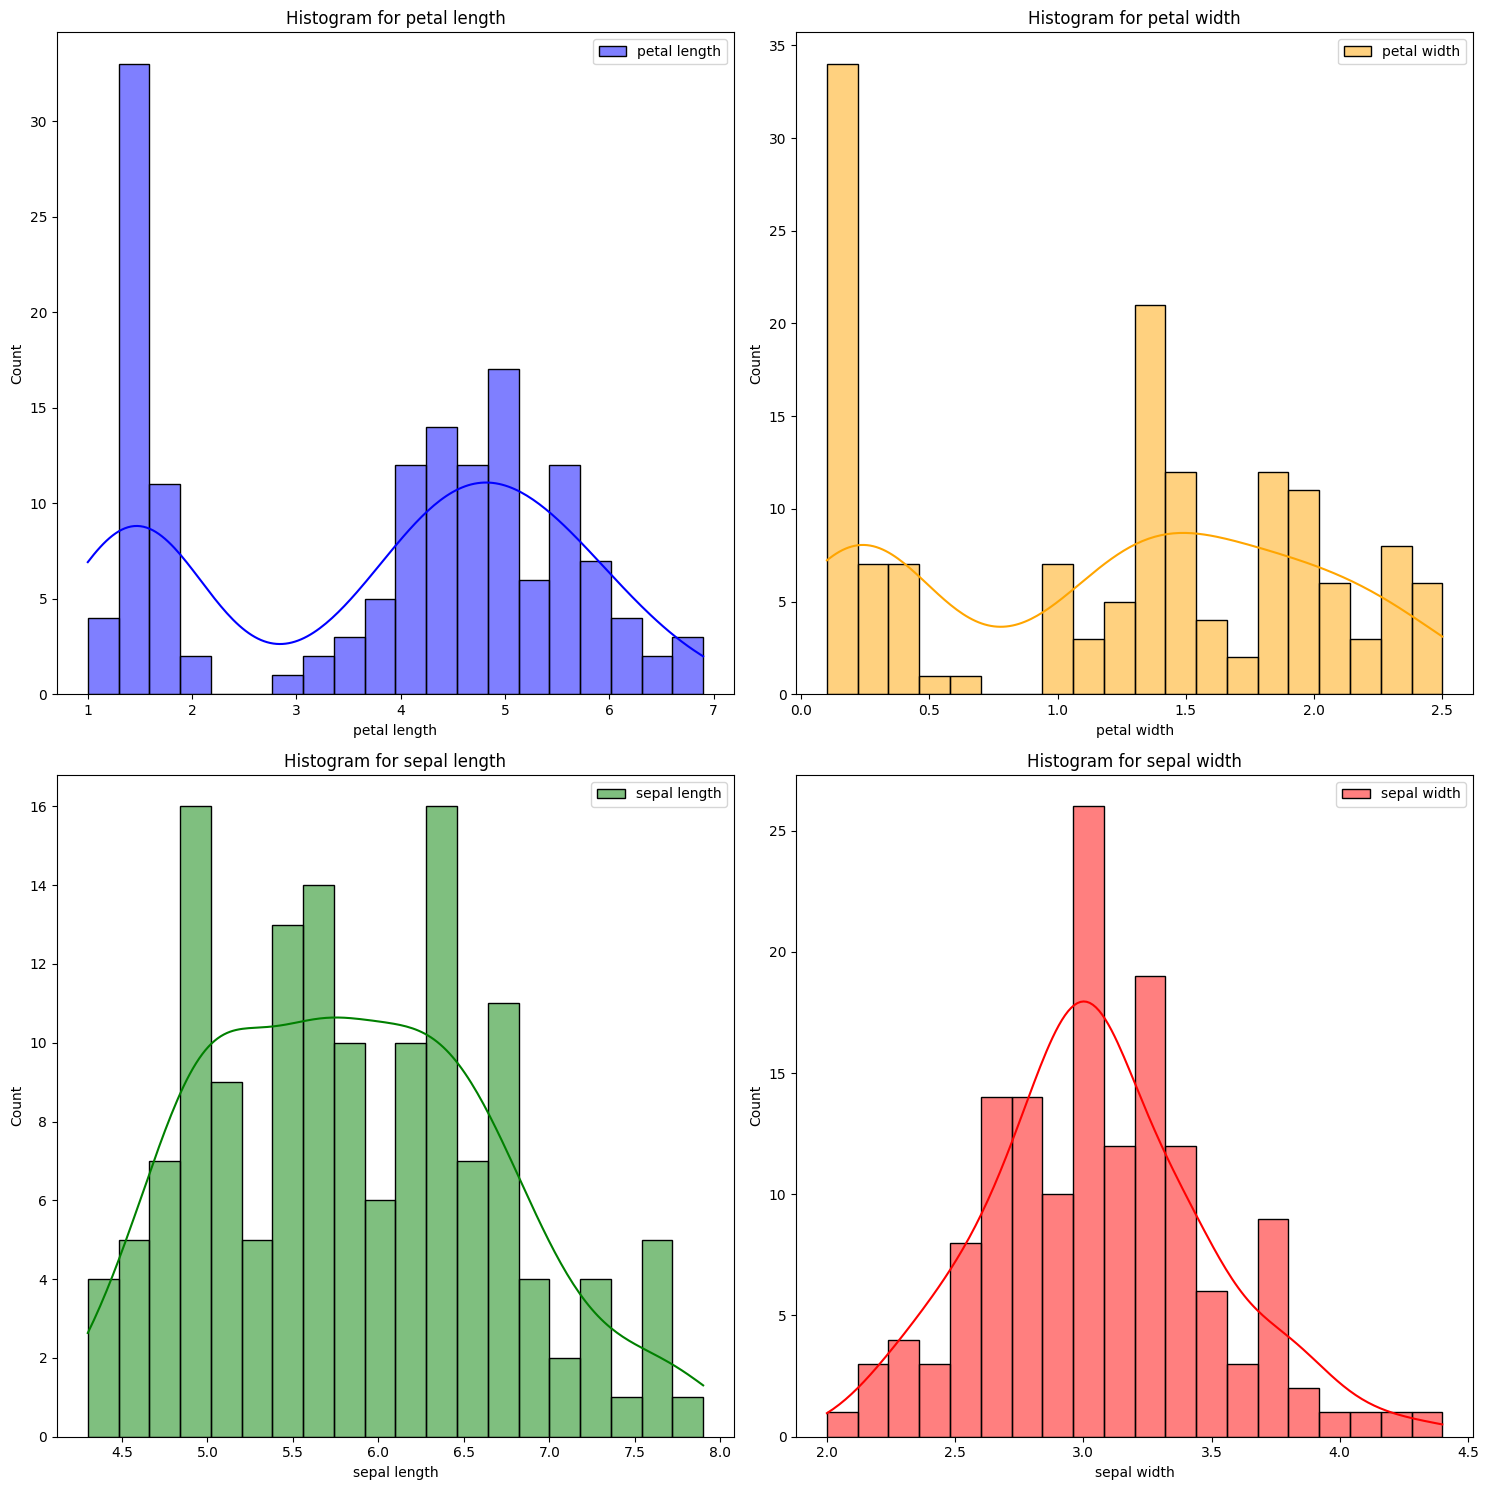 Histogram for petal length
petal length
Count
30
25
20
15
10
5
0
1 2 3 4 5 6 7
petal length
Histogram for petal width
petal width
Count
35
30
25
20
15
10
5
0
0.0 0.5 1.0 1.5 2.0 2.5
petal width
Histogram for sepal length
sepal length
Count
16
14
12
10
8
6
4
2
0
4.5 5.0 5.5 6.0 6.5 7.0 7.5 8.0
sepal length
Histogram for sepal width
sepal width
Count
25
20
15
10
5
0
2.0 2.5 3.0 3.5 4.0 4.5
sepal width